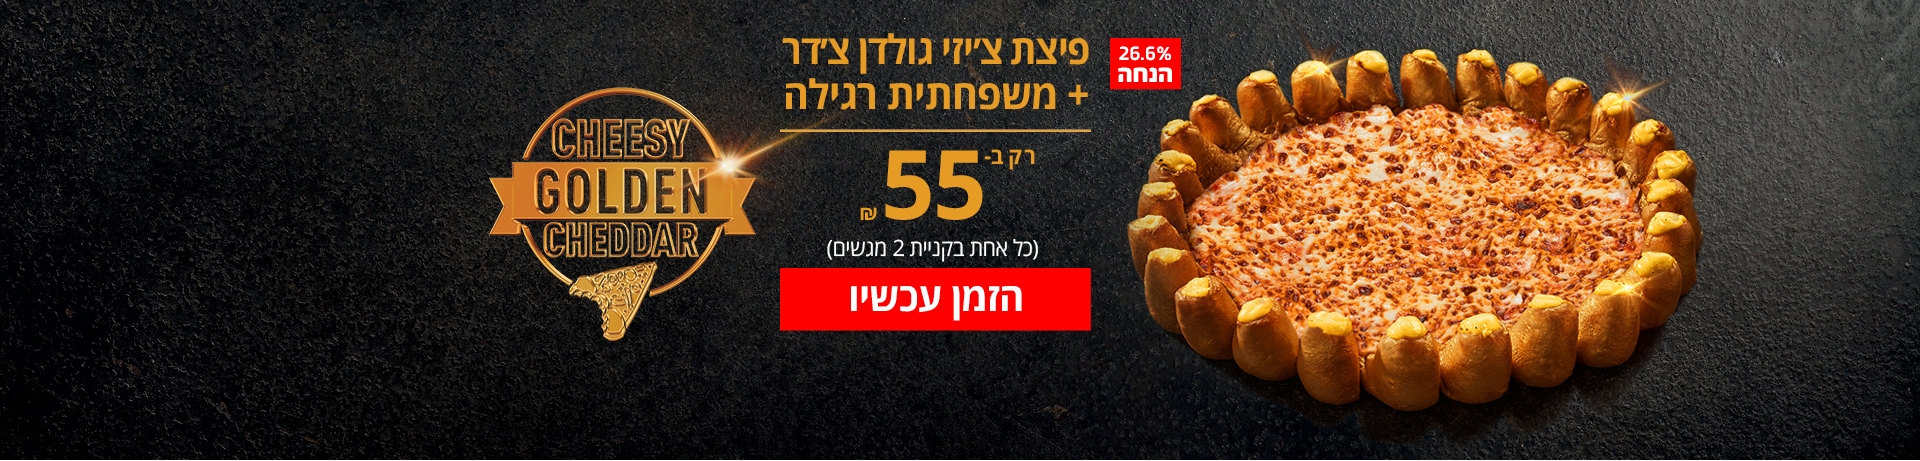 פיצת צ׳יזי גולדן צ׳דר
+ משפחתית רגילה
רק ב-
55 ₪
(כל אחת בקניית 2 מגשים)
הזמן עכשיו
26.6%
הנחה
CHEESY
GOLDEN
CHEDDAR